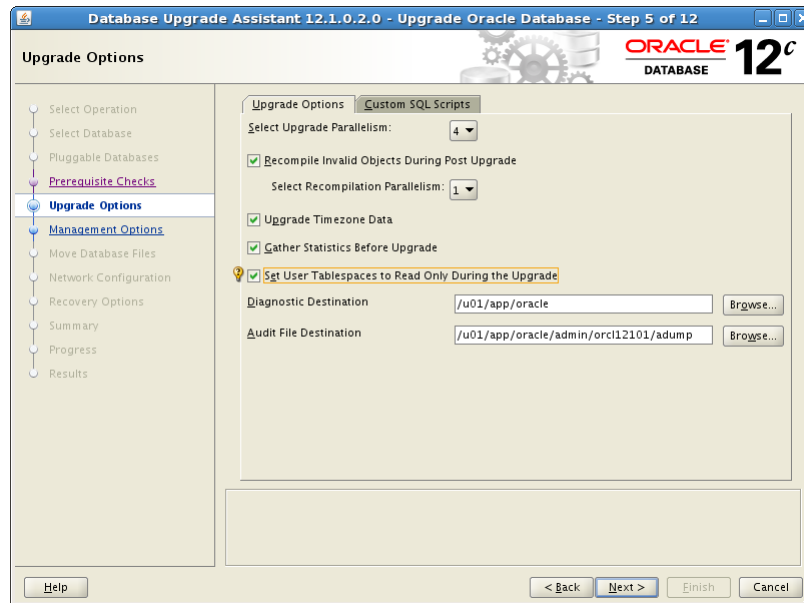 Database Upgrade Assistant 12.1.0.2.0 - Upgrade Oracle Database - Step 5 of 12
Upgrade Options
ORACLE
DATABASE
12c
Select Operation
Select Database
Pluggable Databases
Prerequisite Checks
Upgrade Options
Management Options
Move Database Files
Network Configuration
Recovery Options
Summary
Progress
Results
Upgrade Options Custom SQL Scripts
Select Upgrade Parallelism: 4
Recompile Invalid Objects During Post Upgrade
Select Recompilation Parallelism: 1
Upgrade Timezone Data
Gather Statistics Before Upgrade
Set User Tablespaces to Read Only During the Upgrade
Diagnostic Destination /u01/app/oracle Browse...
Audit File Destination /u01/app/oracle/admin/orcl12101/adump Browse...
Help < Back Next > Finish Cancel